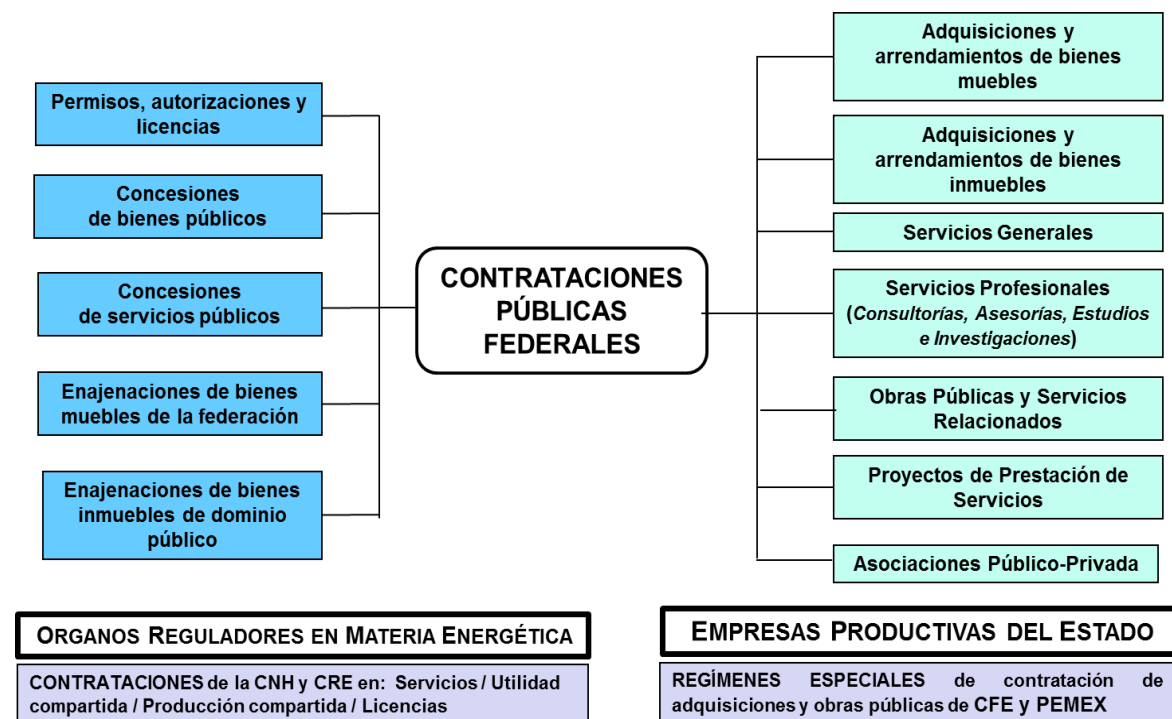 Permisos, autorizaciones y
licencias
Concesiones
de bienes públicos
Concesiones
de servicios públicos
Enajenaciones de bienes
muebles de la federación
Enajenaciones de bienes
inmuebles de dominio
público
CONTRATACIONES
PÚBLICAS
FEDERALES
Adquisiciones y
arrendamientos de bienes
muebles
Adquisiciones y
arrendamientos de bienes
inmuebles
Servicios Generales
Servicios Profesionales
(Consultorías, Asesorías, Estudios
e Investigaciones)
Obras Públicas y Servicios
Relacionados
Proyectos de Prestación de
Servicios
Asociaciones Público-Privada
ORGANOS REGULADORES EN MATERIA ENERGÉTICA
CONTRATACIONES de la CNH y CRE en: Servicios / Utilidad
compartida / Producción compartida / Licencias
EMPRESAS PRODUCTIVAS DEL ESTADO
REGÍMENES ESPECIALES de contratación de
adquisiciones y obras públicas de CFE y PEMEX